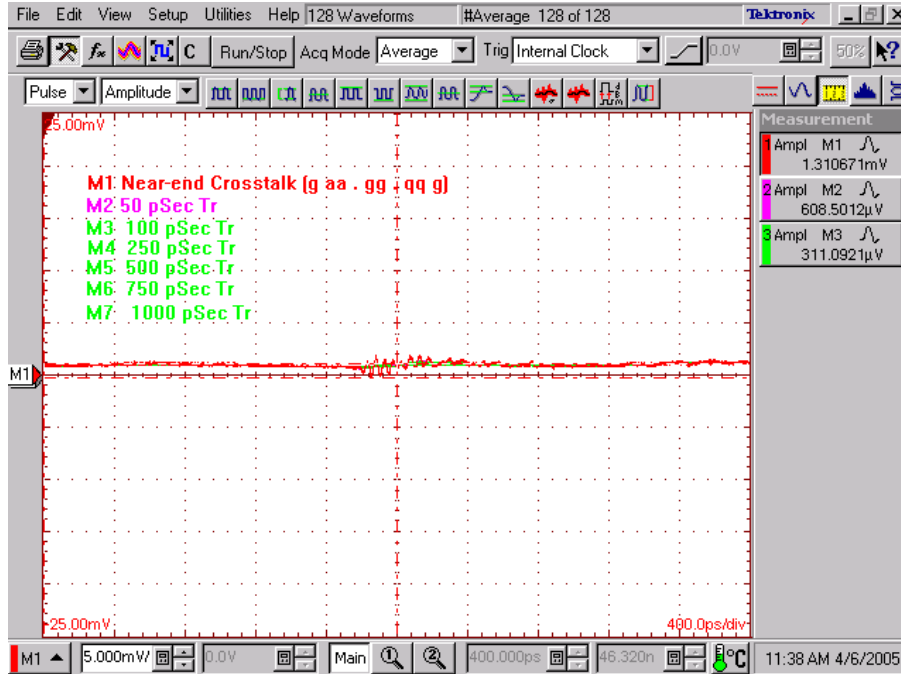 File Edit View Setup Utilities Help 128 Waveforms #Average 128 of 128 Tektronix
C Run/Stop Acq Mode Average Trig Internal Clock 0.0V 50%
Pulse Amplitude
25.00mV
M1 Near-end Crosstalk (g aa . gg . qq g)
M2 50 pSec Tr
M3 100 pSec Tr
M4 250 pSec Tr
M5 500 pSec Tr
M6 750 pSec Tr
M7 1000 pSec Tr
M1
-25.00mV 400.0ps/div
Measurement
1 Ampl M1
1.310671mV
2 Ampl M2
608.5012µV
3 Ampl M3
311.0921µV
M1 5.000mV/ 0.0V Main 1 2 400.000ps 46.320n °C 11:38 AM 4/6/2005